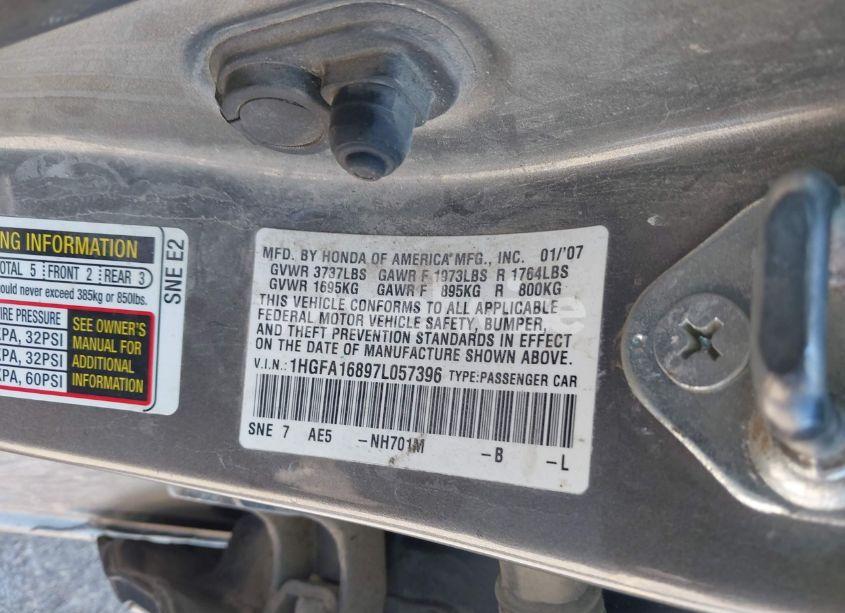 NG INFORMATION
OTAL 5 FRONT 2 REAR 3
ould never exceed 385kg or 850lbs.
IRE PRESSURE
KPA, 32PSI
KPA, 32PSI
KPA, 60PSI
SEE OWNER'S
MANUAL FOR
ADDITIONAL
INFORMATION
SNE E2
MFD. BY HONDA OF AMERICA MFG., INC. 01/'07
GVWR 3737LBS GAWR F 1973LBS R 1764LBS
GVWR 1695KG GAWR F 895KG R 800KG
THIS VEHICLE CONFORMS TO ALL APPLICABLE
FEDERAL MOTOR VEHICLE SAFETY, BUMPER,
AND THEFT PREVENTION STANDARDS IN EFFECT
ON THE DATE OF MANUFACTURE SHOWN ABOVE.
V.I.N.: 1HGFA16897L057396 TYPE:PASSENGER CAR
SNE 7 AE5 -NH701M -B -L